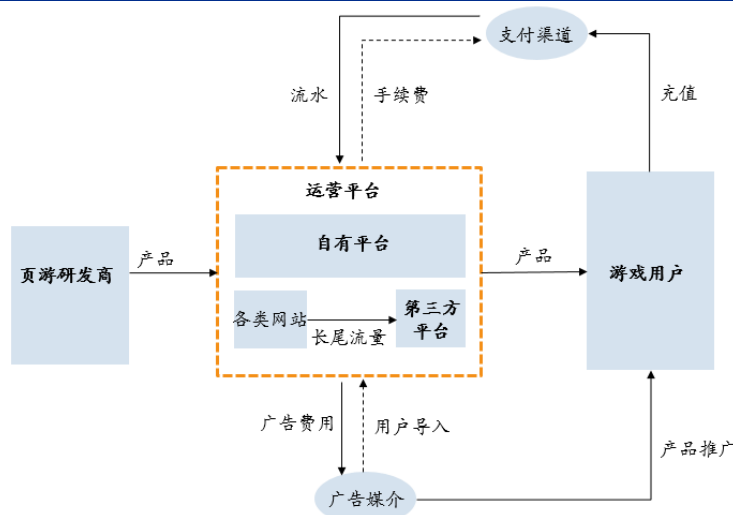 支付渠道
流水
手续费
充值
运营平台
自有平台
页游研发商
产品
产品
游戏用户
各类网站
长尾流量
第三方
平台
广告费用
用户导入
产品推广
广告媒介